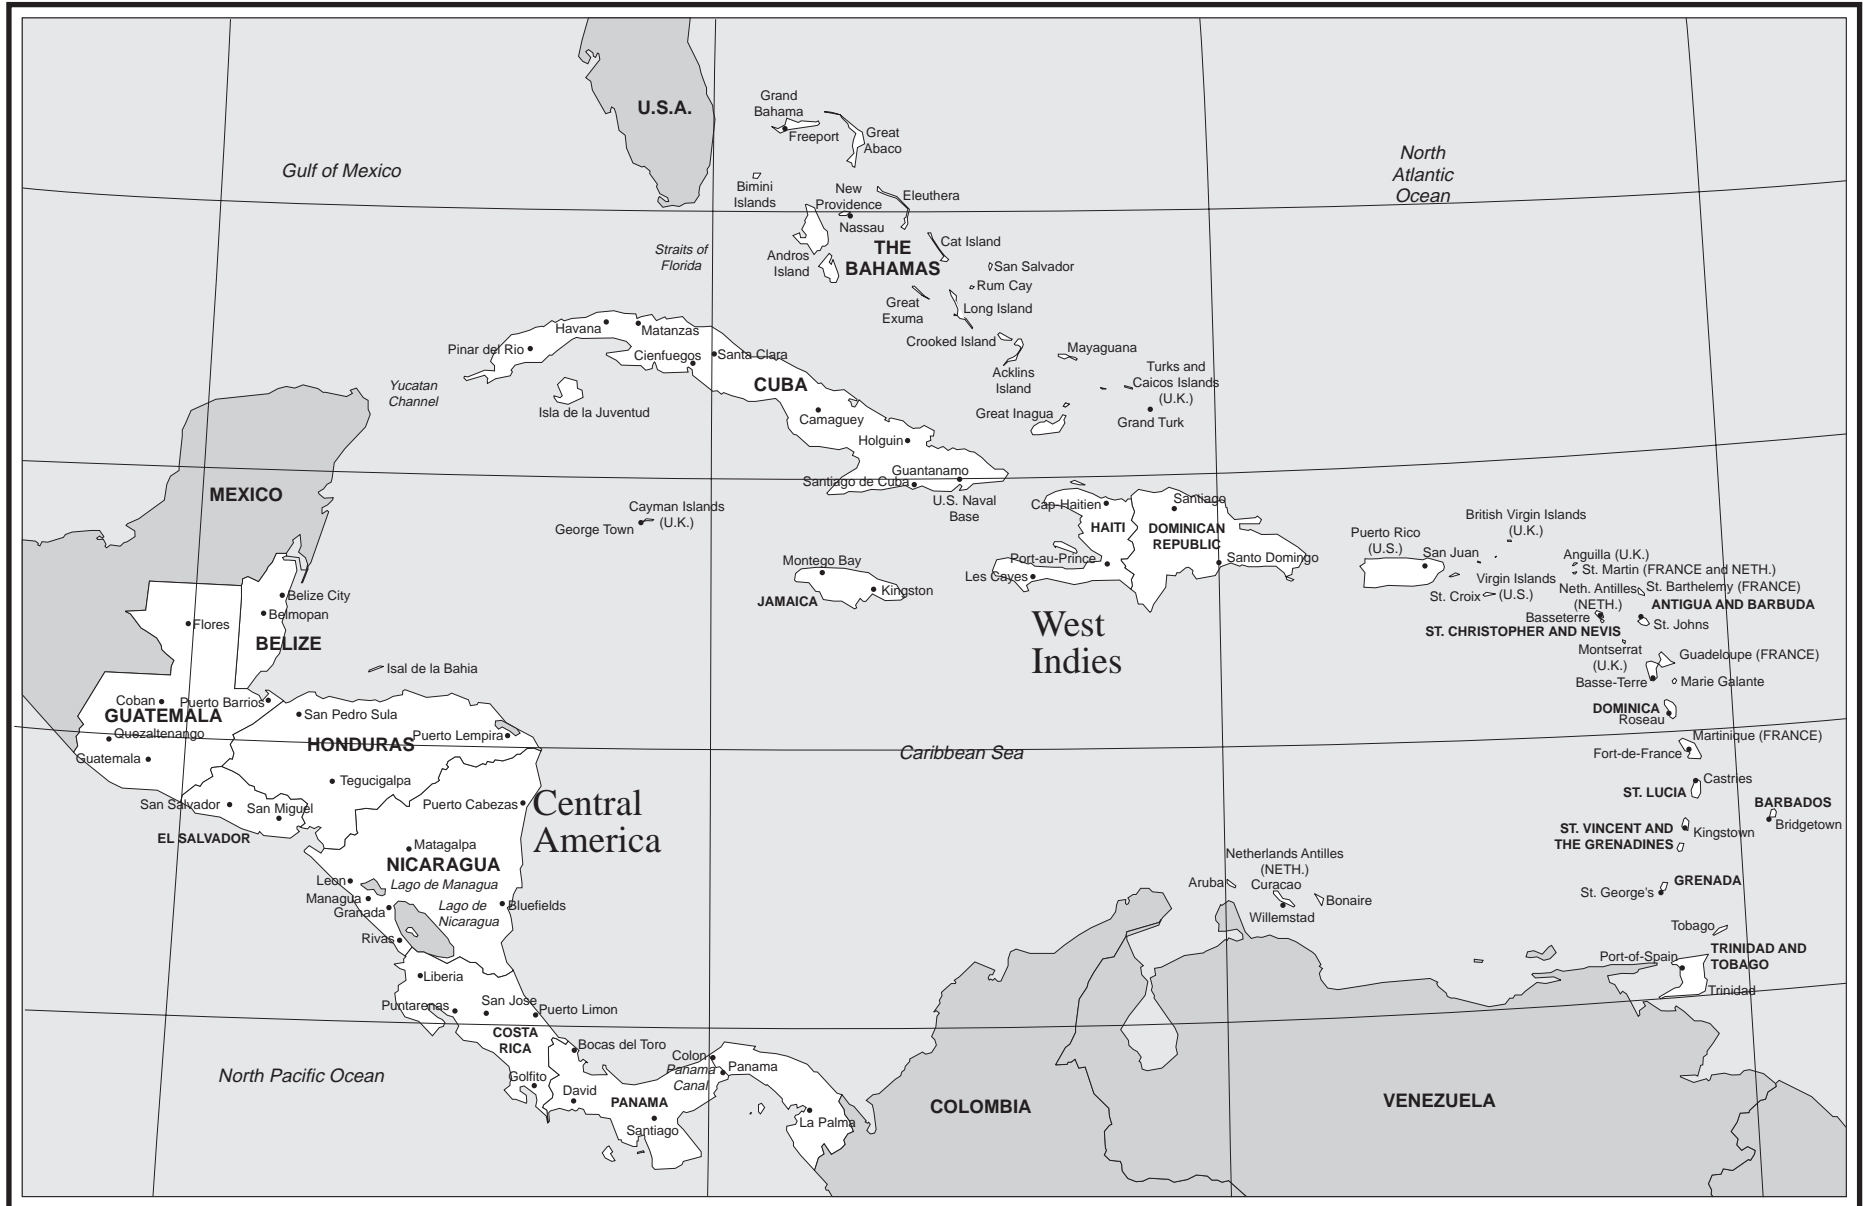 U.S.A.
Gulf of Mexico
Grand
Bahama
Freeport
Great
Abaco
North
Atlantic
Ocean
Bimini
Islands
New
Providence
Nassau
Eleuthera
Straits of
Florida
Andros
Island
THE
BAHAMAS
Cat Island
San Salvador
Rum Cay
Great
Exuma
Long Island
Crooked Island
Mayaguana
Acklins
Island
Turks and
Caicos Islands
(U.K.)
Great Inagua
Grand Turk
Havana
Matanzas
Pinar del Rio
Cienfuegos
Santa Clara
CUBA
Yucatan
Channel
Isla de la Juventud
Camaguey
Holguin
Guantanamo
Santiago de Cuba
U.S. Naval
Base
MEXICO
Cayman Islands
(U.K.)
George Town
Cap-Haitien
Santiago
HAITI
DOMINICAN
REPUBLIC
Port-au-Prince
Santo Domingo
Les Cayes
Montego Bay
Kingston
JAMAICA
West
Indies
Puerto Rico
(U.S.)
San Juan
British Virgin Islands
(U.K.)
Anguilla (U.K.)
St. Martin (FRANCE and NETH.)
Virgin Islands
(U.S.)
St. Croix
Neth. Antilles
(NETH.)
St. Barthelemy (FRANCE)
ANTIGUA AND BARBUDA
Basseterre
St. Johns
ST. CHRISTOPHER AND NEVIS
Montserrat
(U.K.)
Guadeloupe (FRANCE)
Basse-Terre
Marie Galante
DOMINICA
Roseau
Martinique (FRANCE)
Fort-de-France
Castries
ST. LUCIA
BARBADOS
Bridgetown
ST. VINCENT AND
THE GRENADINES
Kingstown
GRENADA
St. George's
Tobago
TRINIDAD AND
TOBAGO
Port-of-Spain
Trinidad
Belize City
Belmopan
Flores
BELIZE
Isal de la Bahia
Coban
Puerto Barrios
GUATEMALA
Quezaltenango
Guatemala
San Pedro Sula
HONDURAS
Puerto Lempira
Tegucigalpa
Caribbean Sea
San Salvador
San Miguel
EL SALVADOR
Puerto Cabezas
Central
America
Matagalpa
NICARAGUA
Leon
Lago de Managua
Managua
Granada
Lago de
Nicaragua
Bluefields
Rivas
Netherlands Antilles
(NETH.)
Aruba
Curacao
Bonaire
Willemstad
Liberia
Puntarenas
San Jose
Puerto Limon
COSTA
RICA
Golfito
Bocas del Toro
David
PANAMA
Santiago
Colon
Panama
Canal
Panama
La Palma
North Pacific Ocean
COLOMBIA
VENEZUELA